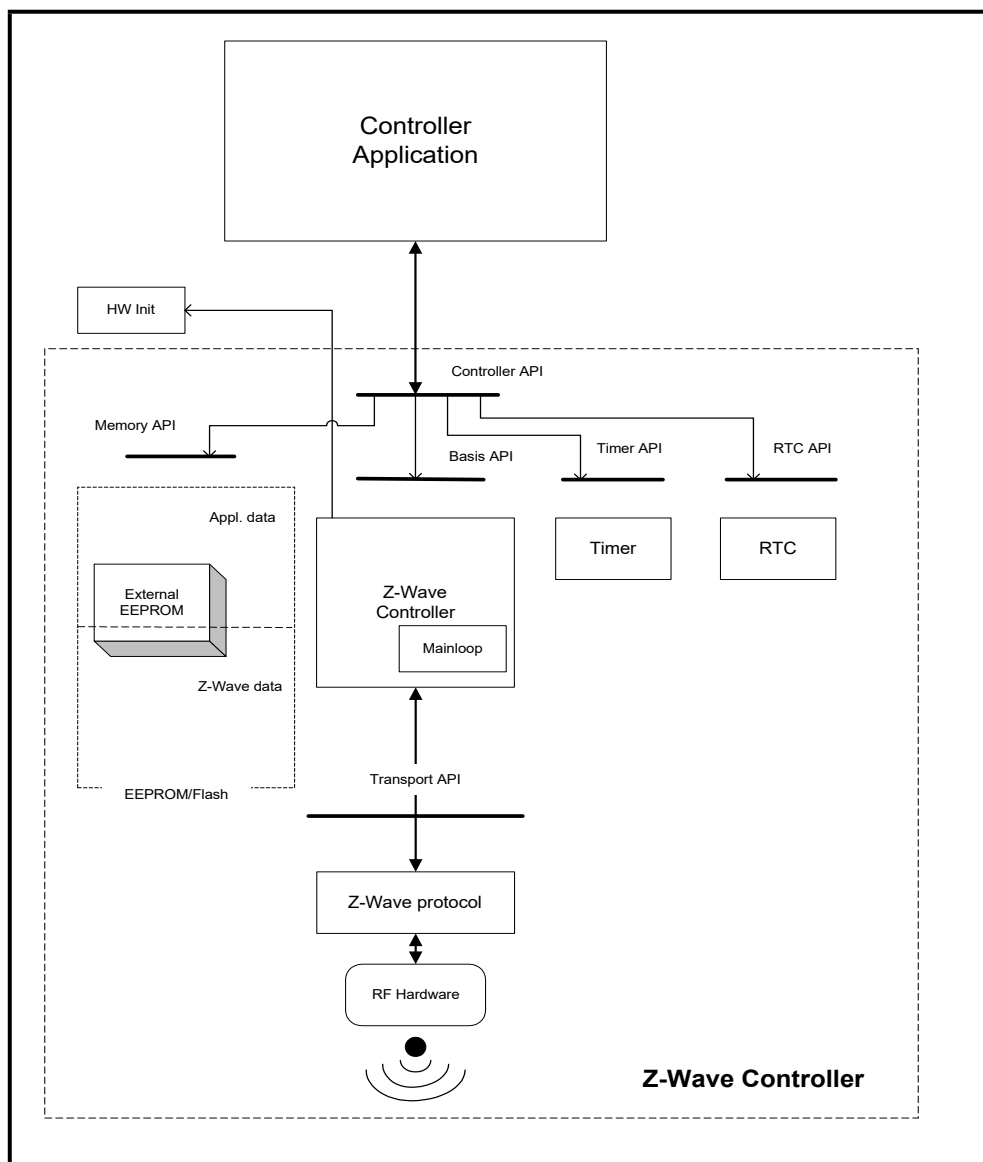 Controller
Application
HW Init
Controller API
Memory API
Basis API
Timer API
RTC API
Appl. data
External
EEPROM
Z-Wave data
EEPROM/Flash
Z-Wave
Controller
Mainloop
Timer
RTC
Transport API
Z-Wave protocol
RF Hardware
Z-Wave Controller